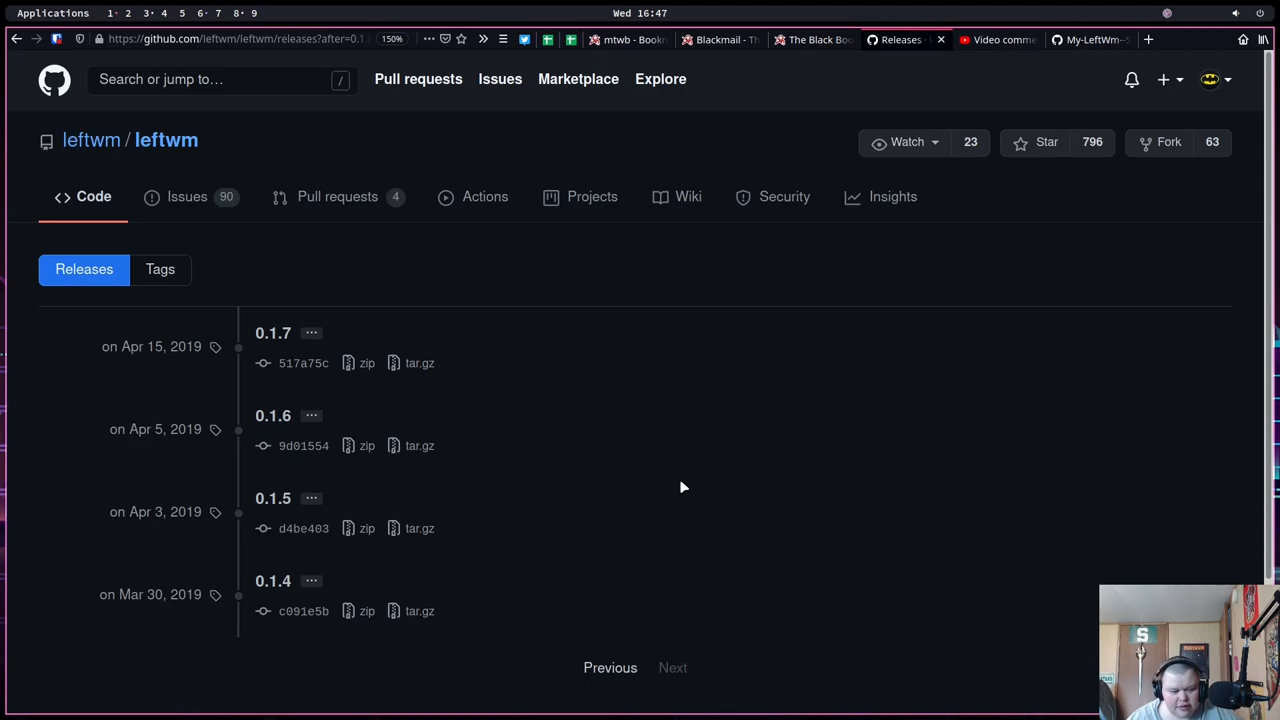 Applications 1· 2 3· 4 5 6· 7 8· 9 Wed 16:47
https://github.com/leftwm/leftwm/releases?after=0.1. 150% mtwb - Bookm Blackmail - Th The Black Boo Releases · Video comme My-LeftWm--
Search or jump to… / Pull requests Issues Marketplace Explore
leftwm / leftwm Watch 23 Star 796 Fork 63
Code Issues 90 Pull requests 4 Actions Projects Wiki Security Insights
Releases Tags
0.1.7
on Apr 15, 2019
517a75c zip tar.gz
0.1.6
on Apr 5, 2019
9d01554 zip tar.gz
0.1.5
on Apr 3, 2019
d4be403 zip tar.gz
0.1.4
on Mar 30, 2019
c091e5b zip tar.gz
Previous Next
S